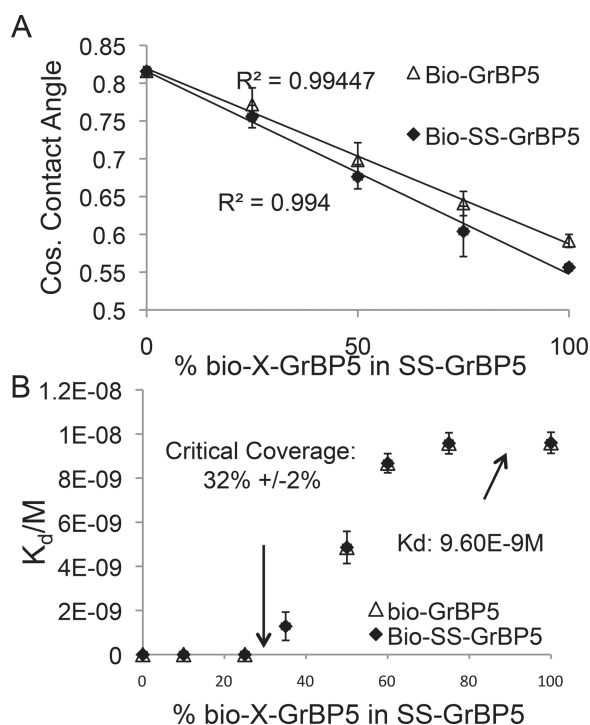 A
0.85
0.8
0.75
0.7
0.65
0.6
0.55
0.5
Cos. Contact Angle
R² = 0.99447
R² = 0.994
Bio-GrBP5
Bio-SS-GrBP5
0
50
100
% bio-X-GrBP5 in SS-GrBP5
B
1.2E-08
1E-08
8E-09
6E-09
4E-09
2E-09
0
Kd/M
Critical Coverage:
32% +/-2%
Kd: 9.60E-9M
bio-GrBP5
Bio-SS-GrBP5
0
20
40
60
80
100
% bio-X-GrBP5 in SS-GrBP5